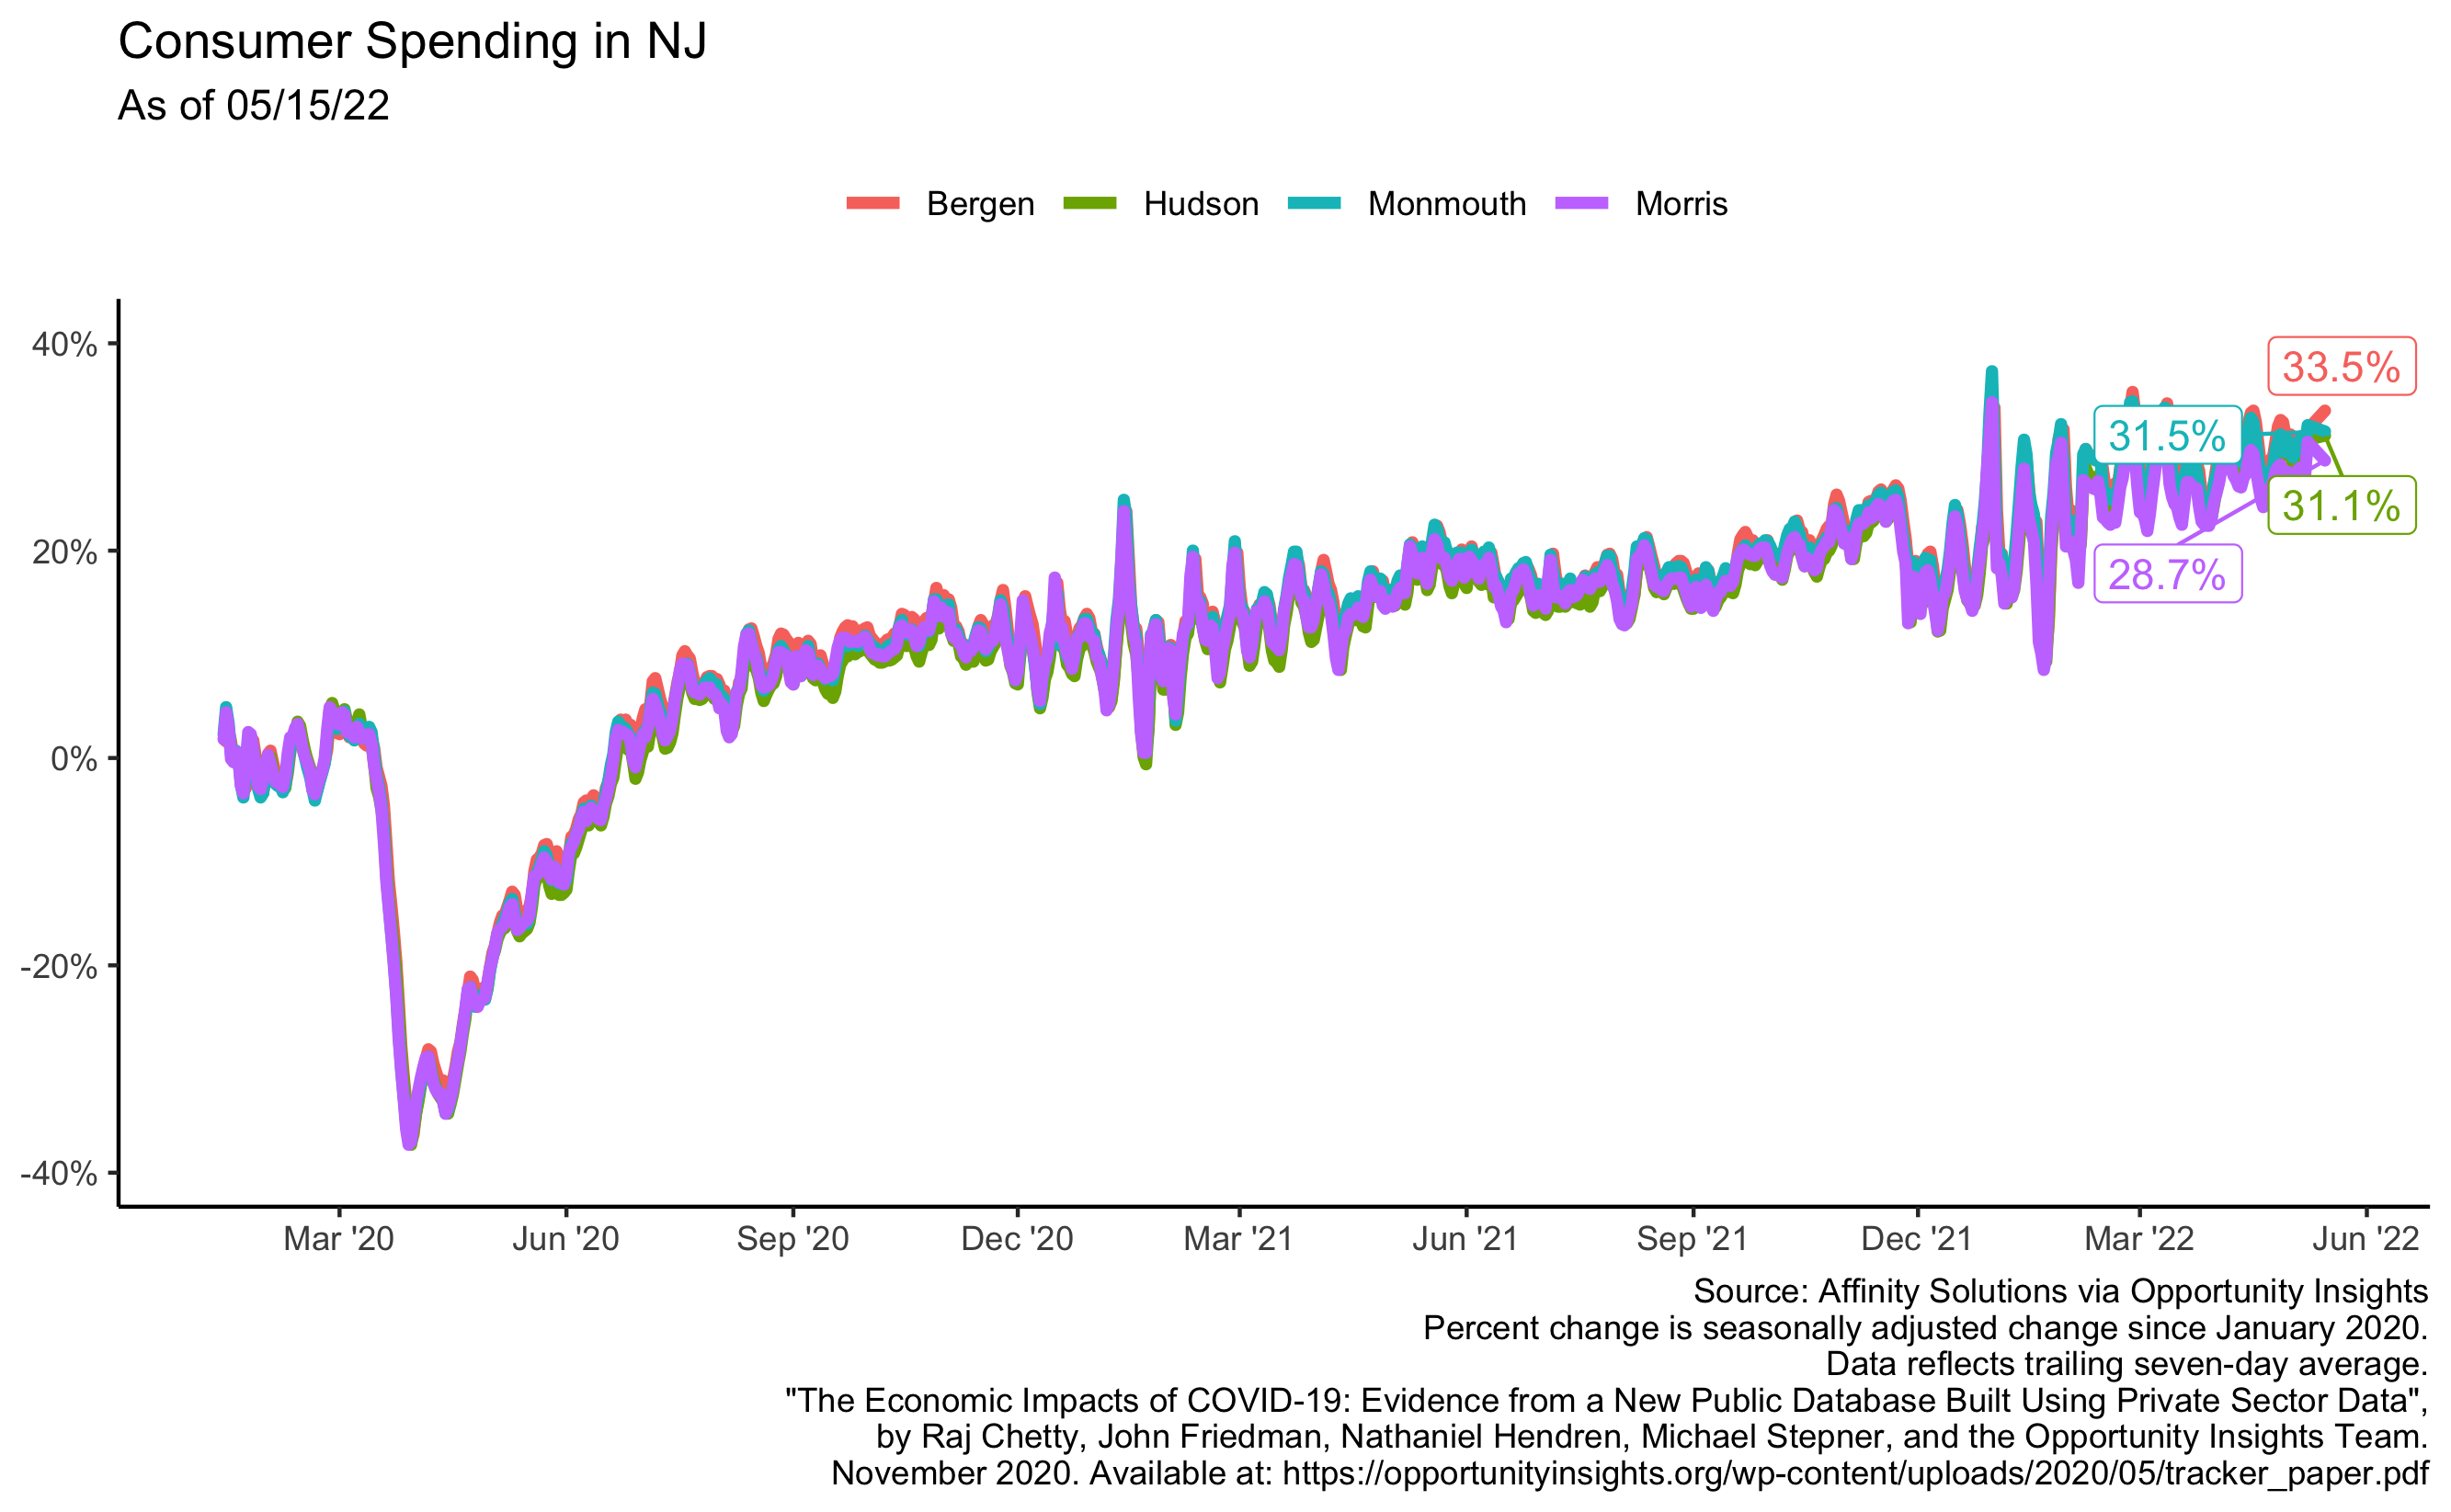 Consumer Spending in NJ
As of 05/15/22
Bergen Hudson Monmouth Morris
40%
20%
0%
-20%
-40%
33.5%
31.5%
31.1%
28.7%
Mar '20 Jun '20 Sep '20 Dec '20 Mar '21 Jun '21 Sep '21 Dec '21 Mar '22 Jun '22
Source: Affinity Solutions via Opportunity Insights
Percent change is seasonally adjusted change since January 2020.
Data reflects trailing seven-day average.
"The Economic Impacts of COVID-19: Evidence from a New Public Database Built Using Private Sector Data",
by Raj Chetty, John Friedman, Nathaniel Hendren, Michael Stepner, and the Opportunity Insights Team.
November 2020. Available at: https://opportunityinsights.org/wp-content/uploads/2020/05/tracker_paper.pdf